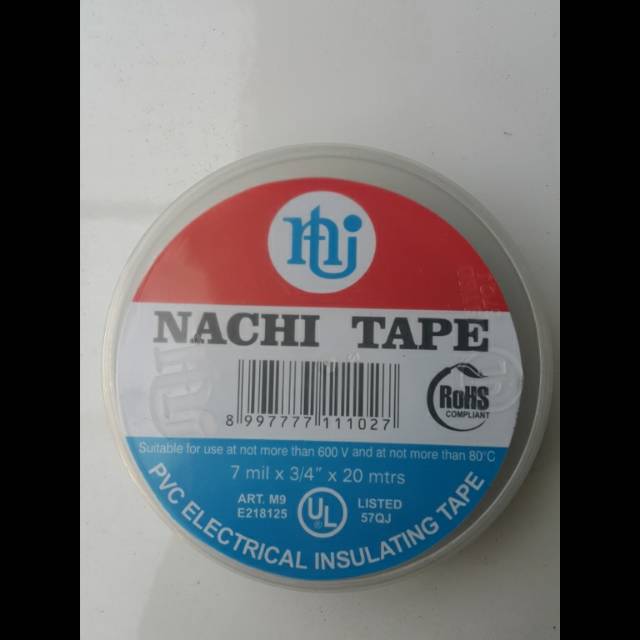 NACHI TAPE
8 997777 111027
RoHS
COMPLIANT
Suitable for use at not more than 600 V and at not more than 80°C
7 mil x 3/4" x 20 mtrs
ART. M9
E218125
UL
LISTED
57QJ
PVC ELECTRICAL INSULATING TAPE